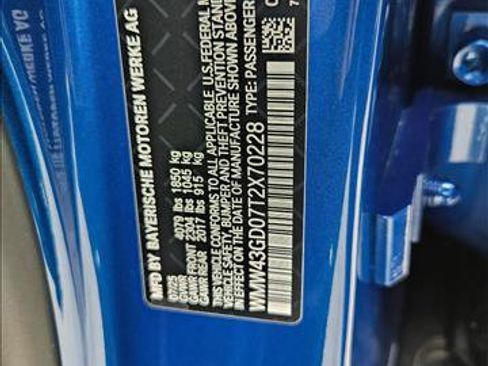 MFD BY BAYERISCHE MOTOREN WERKE AG
07/25
GVWR 4079 lbs 1850 kg
GAWR FRONT 2304 lbs 1045 kg
GAWR REAR 2017 lbs 915 kg
THIS VEHICLE CONFORMS TO ALL APPLICABLE U.S. FEDERAL M
VEHICLE SAFETY, BUMPER AND THEFT PREVENTION STAND
IN EFFECT ON THE DATE OF MANUFACTURE SHOWN ABOVE
WMW43GD07T2X70228 TYPE: PASSENGER